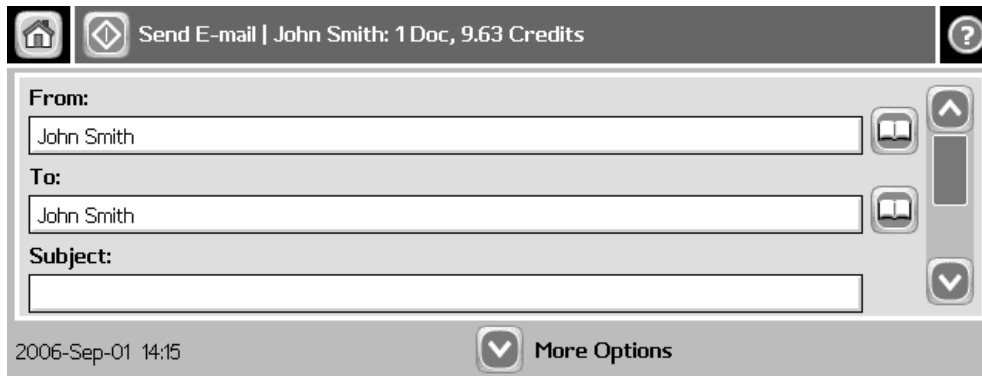 Send E-mail | John Smith: 1 Doc, 9.63 Credits
?
From:
John Smith
To:
John Smith
Subject:
2006-Sep-01 14:15
More Options